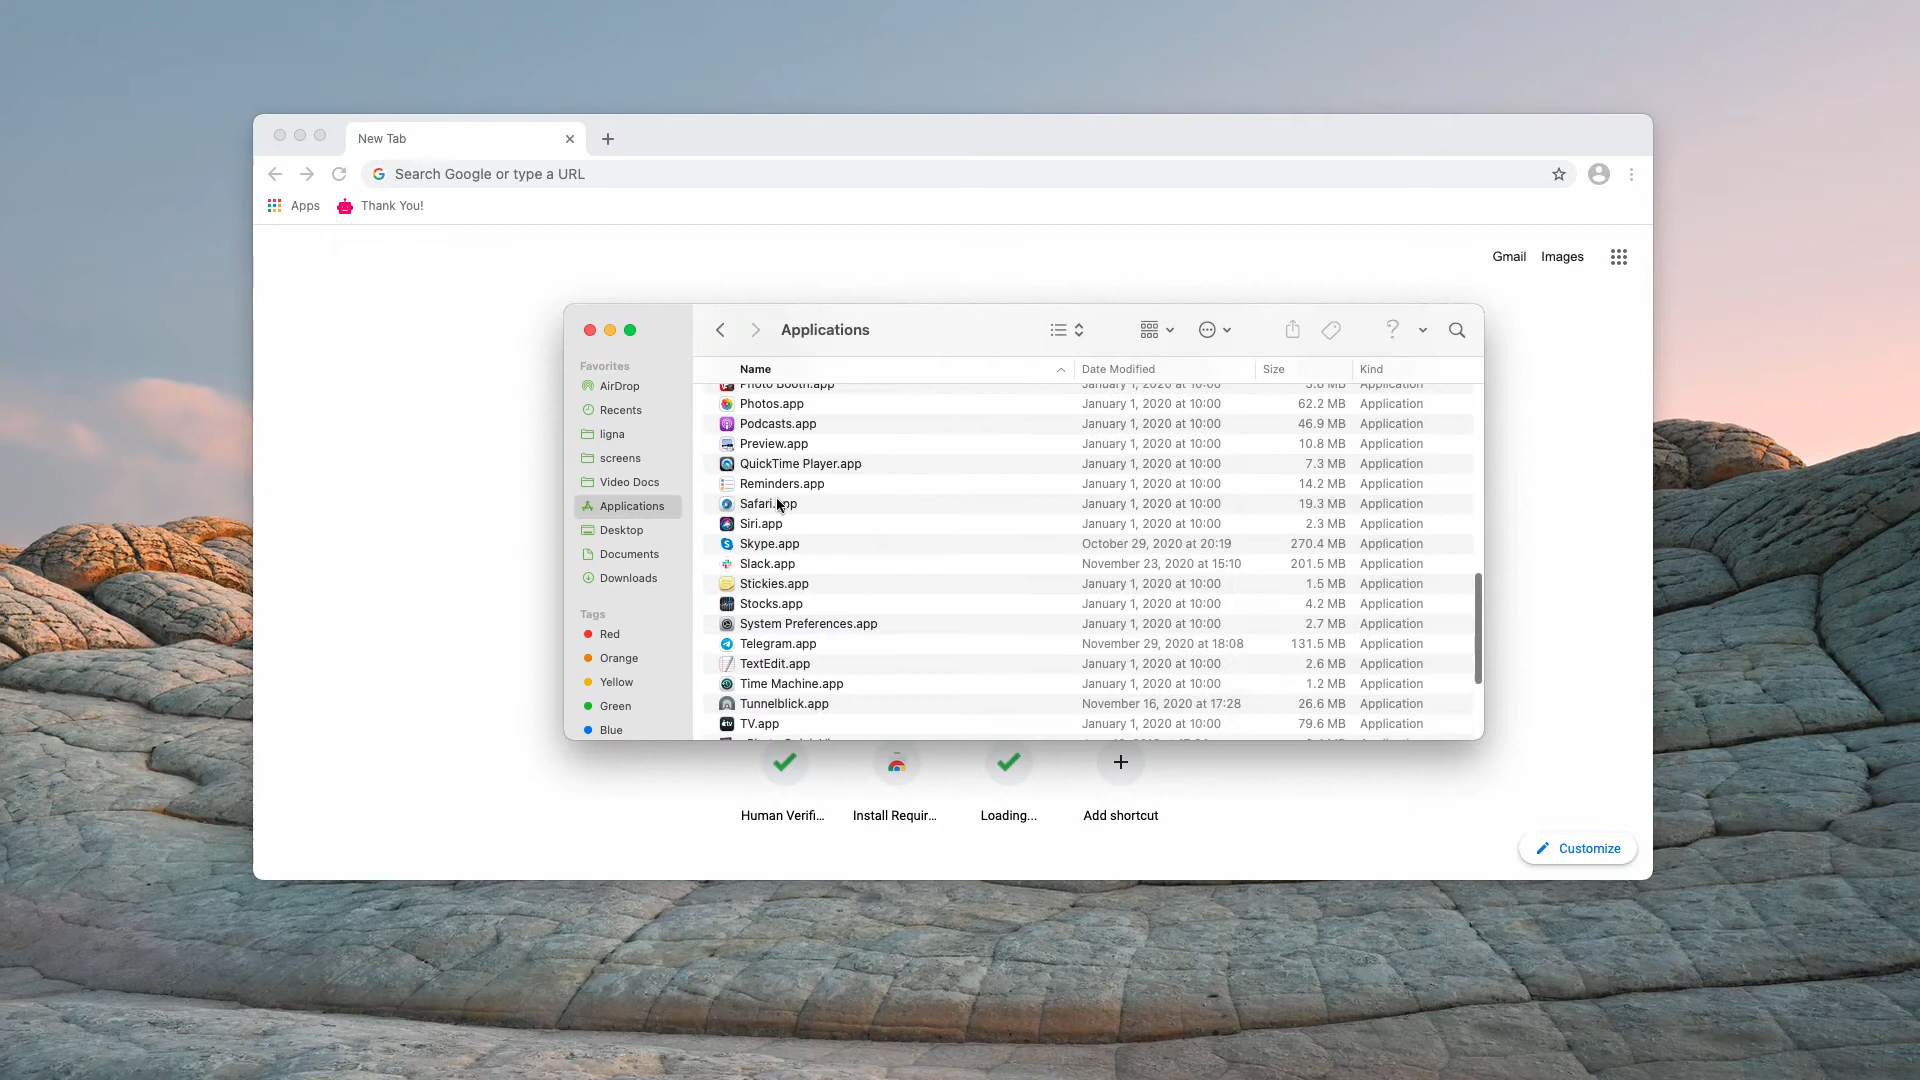 New Tab
Search Google or type a URL
Apps Thank You!
Gmail Images
Applications
Favorites
AirDrop
Recents
ligna
screens
Video Docs
Applications
Desktop
Documents
Downloads
Tags
Red
Orange
Yellow
Green
Blue
Name Date Modified Size Kind
Photo Booth.app January 1, 2020 at 10:00 5.6 MB Application
Photos.app January 1, 2020 at 10:00 62.2 MB Application
Podcasts.app January 1, 2020 at 10:00 46.9 MB Application
Preview.app January 1, 2020 at 10:00 10.8 MB Application
QuickTime Player.app January 1, 2020 at 10:00 7.3 MB Application
Reminders.app January 1, 2020 at 10:00 14.2 MB Application
Safari.app January 1, 2020 at 10:00 19.3 MB Application
Siri.app January 1, 2020 at 10:00 2.3 MB Application
Skype.app October 29, 2020 at 20:19 270.4 MB Application
Slack.app November 23, 2020 at 15:10 201.5 MB Application
Stickies.app January 1, 2020 at 10:00 1.5 MB Application
Stocks.app January 1, 2020 at 10:00 4.2 MB Application
System Preferences.app January 1, 2020 at 10:00 2.7 MB Application
Telegram.app November 29, 2020 at 18:08 131.5 MB Application
TextEdit.app January 1, 2020 at 10:00 2.6 MB Application
Time Machine.app January 1, 2020 at 10:00 1.2 MB Application
Tunnelblick.app November 16, 2020 at 17:28 26.6 MB Application
TV.app January 1, 2020 at 10:00 79.6 MB Application
Human Verifi... Install Requir... Loading... Add shortcut
Customize